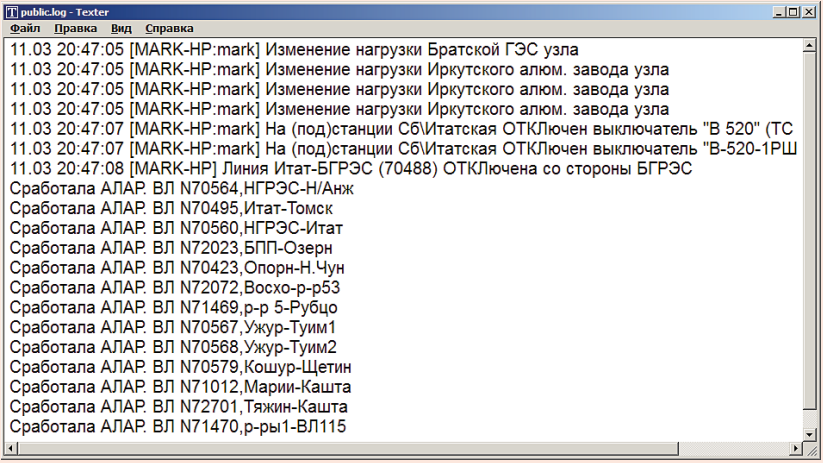 public.log - Texter
Файл Правка Вид Справка
11.03 20:47:05 [MARK-HP:mark] Изменение нагрузки Братской ГЭС узла
11.03 20:47:05 [MARK-HP:mark] Изменение нагрузки Иркутского алюм. завода узла
11.03 20:47:05 [MARK-HP:mark] Изменение нагрузки Иркутского алюм. завода узла
11.03 20:47:05 [MARK-HP:mark] Изменение нагрузки Иркутского алюм. завода узла
11.03 20:47:07 [MARK-HP:mark] На (под)станции Сб\Итатская ОТКЛючен выключатель "В 520" (ТС
11.03 20:47:07 [MARK-HP:mark] На (под)станции Сб\Итатская ОТКЛючен выключатель "В-520-1РШ
11.03 20:47:08 [MARK-HP] Линия Итат-БГРЭС (70488) ОТКЛючена со стороны БГРЭС
Сработала АЛАР. ВЛ N70564,НГРЭС-Н/Анж
Сработала АЛАР. ВЛ N70495,Итат-Томск
Сработала АЛАР. ВЛ N70560,НГРЭС-Итат
Сработала АЛАР. ВЛ N72023,БПП-Озерн
Сработала АЛАР. ВЛ N70423,Опорн-Н.Чун
Сработала АЛАР. ВЛ N72072,Восхо-р-р53
Сработала АЛАР. ВЛ N71469,р-р 5-Рубцо
Сработала АЛАР. ВЛ N70567,Ужур-Туим1
Сработала АЛАР. ВЛ N70568,Ужур-Туим2
Сработала АЛАР. ВЛ N70579,Кошур-Щетин
Сработала АЛАР. ВЛ N71012,Марии-Кашта
Сработала АЛАР. ВЛ N72701,Тяжин-Кашта
Сработала АЛАР. ВЛ N71470,р-ры1-ВЛ115